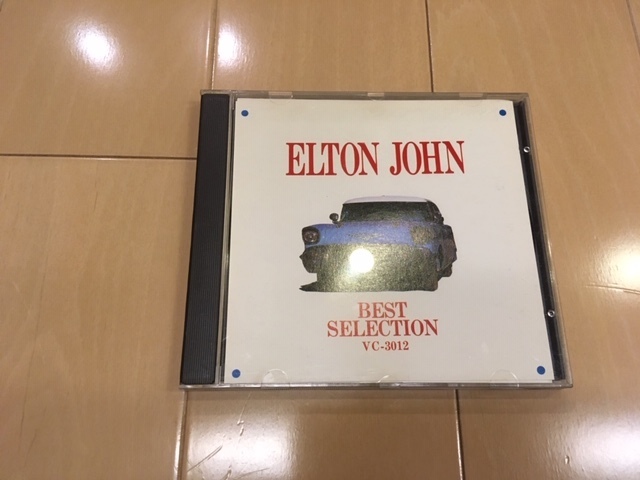 ELTON JOHN
BEST
SELECTION
VC-3012